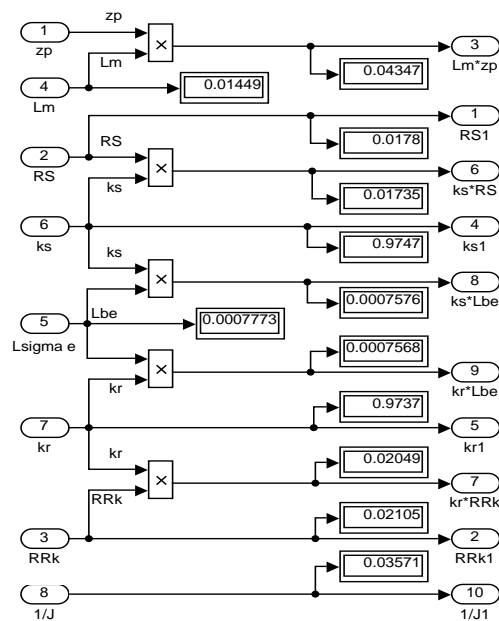 zp
1
zp
3
Lm*zp
Lm
4
Lm
0.01449
0.04347
1
RS1
RS
2
RS
0.0178
6
ks*RS
ks
0.01735
6
ks
4
ks1
ks
0.9747
8
ks*Lbe
Lbe
5
Lsigma e
0.0007773
0.0007576
0.0007568
9
kr*Lbe
kr
0.9737
7
kr
5
kr1
kr
0.02049
7
kr*RRk
RRk
0.02105
3
RRk
2
RRk1
0.03571
8
1/J
10
1/J1